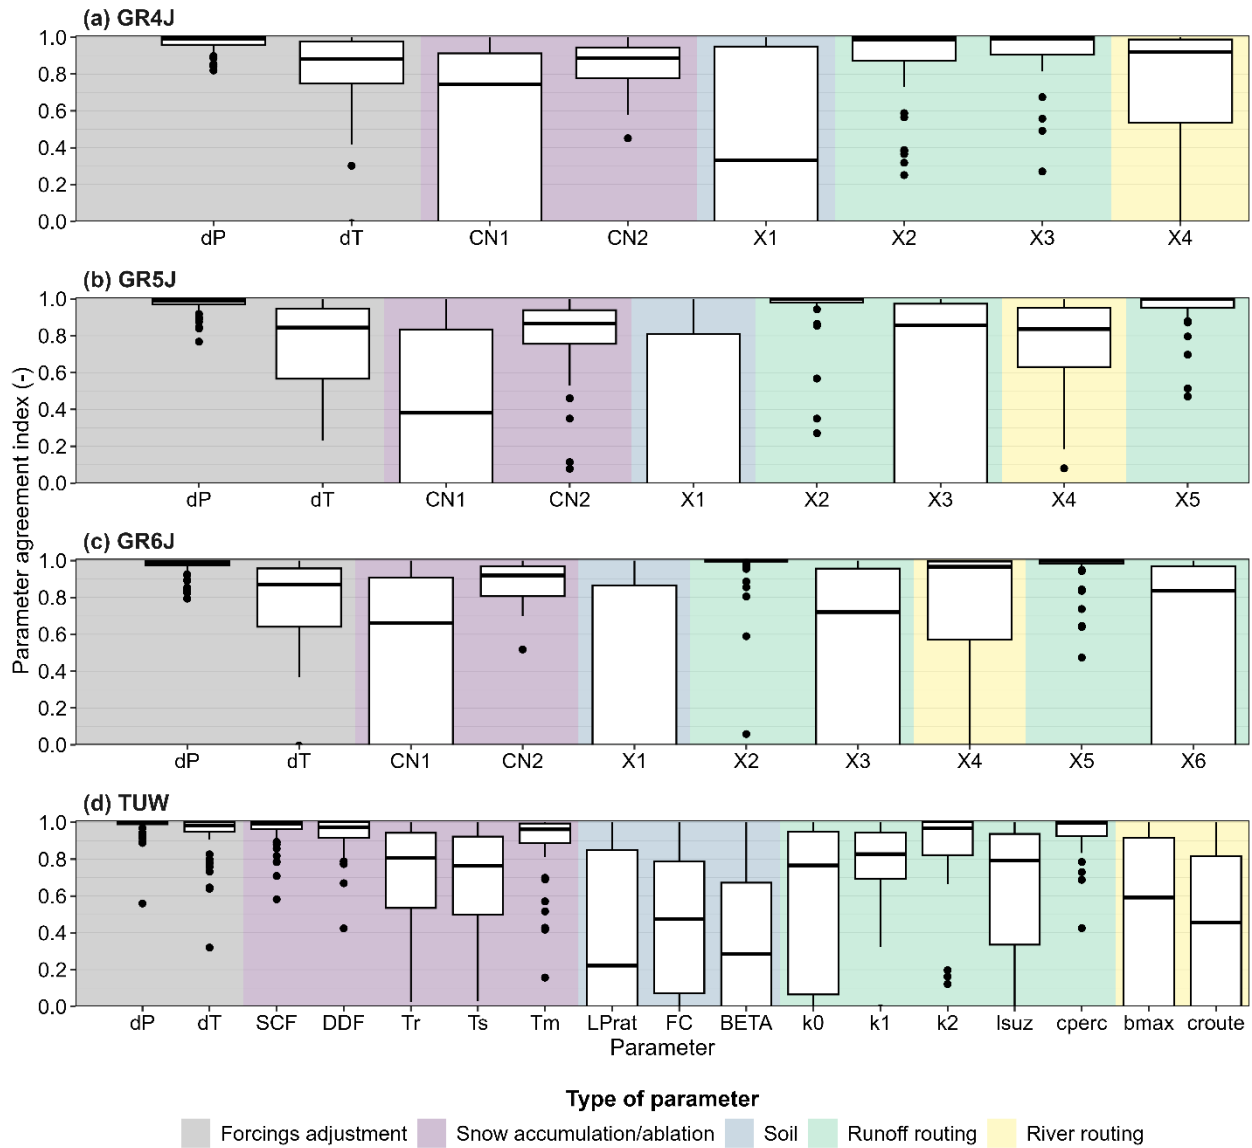 (a) GR4J
1.0
0.8
0.6
0.4
0.2
0.0
dP dT CN1 CN2 X1 X2 X3 X4
(b) GR5J
1.0
0.8
0.6
0.4
0.2
0.0
dP dT CN1 CN2 X1 X2 X3 X4 X5
Parameter agreement index (-)
(c) GR6J
1.0
0.8
0.6
0.4
0.2
0.0
dP dT CN1 CN2 X1 X2 X3 X4 X5 X6
(d) TUW
1.0
0.8
0.6
0.4
0.2
0.0
dP dT SCF DDF Tr Ts Tm LPrat FC BETA k0 k1 k2 lsuz cperc bmax croute
Parameter
Type of parameter
Forcings adjustment Snow accumulation/ablation Soil Runoff routing River routing